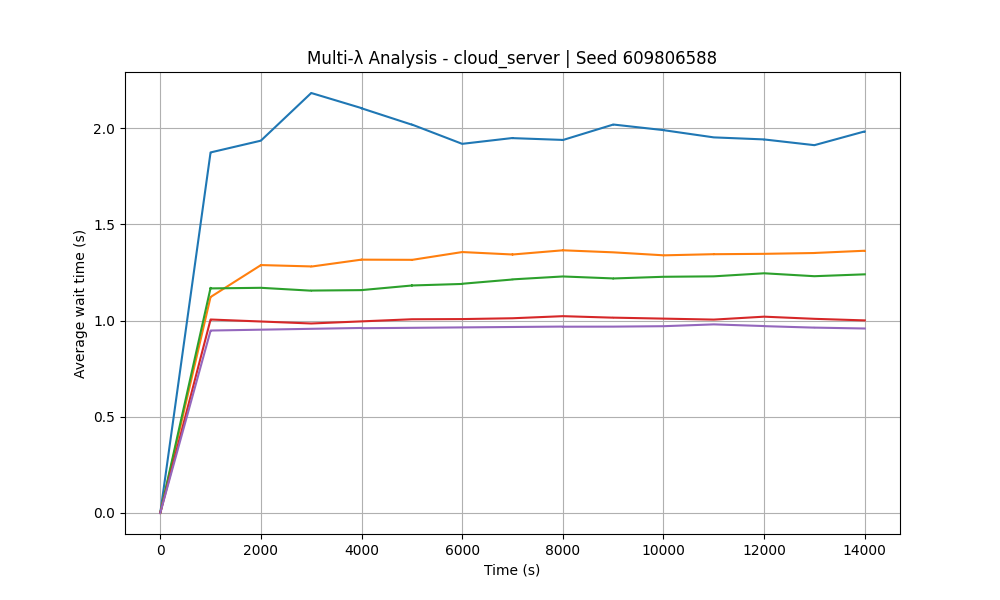 Multi-λ Analysis - cloud_server | Seed 609806588
Average wait time (s)
2.0
1.5
1.0
0.5
0.0
0 2000 4000 6000 8000 10000 12000 14000
Time (s)